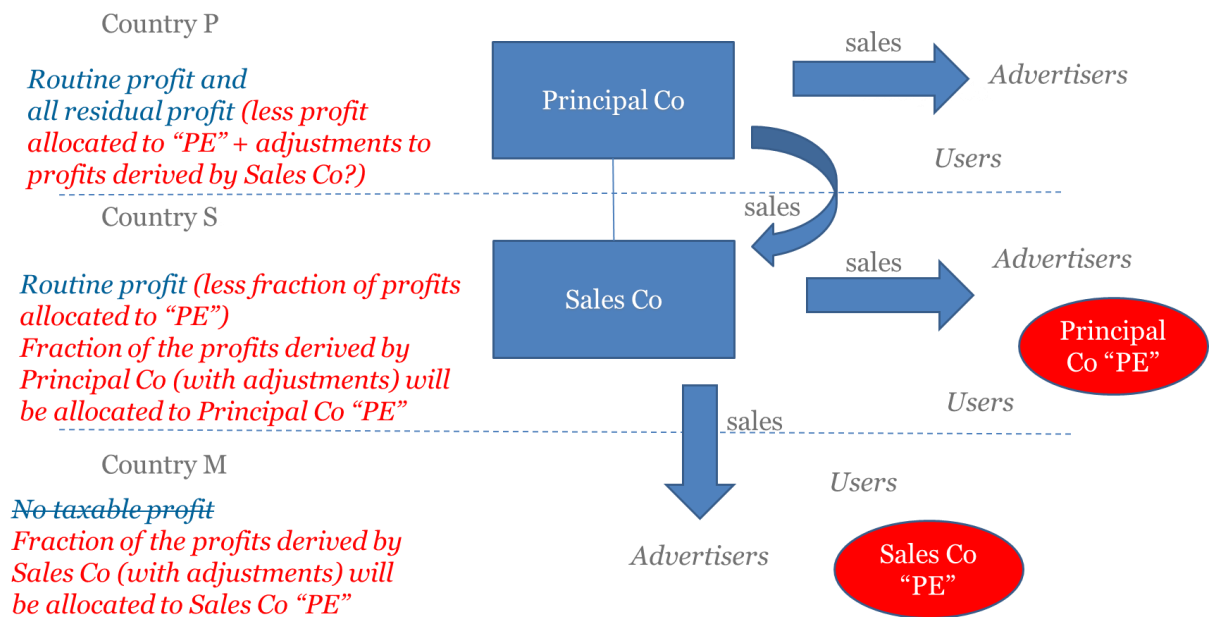 Country P
Routine profit and
all residual profit (less profit
allocated to “PE” + adjustments to
profits derived by Sales Co?)
Principal Co
sales
Advertisers
Users
Country S
sales
Routine profit (less fraction of profits
allocated to “PE”)
Fraction of the profits derived by
Principal Co (with adjustments) will
be allocated to Principal Co “PE”
Sales Co
sales
Advertisers
Principal
Co “PE”
Users
sales
Country M
No taxable profit
Fraction of the profits derived by
Sales Co (with adjustments) will
be allocated to Sales Co “PE”
Users
Advertisers
Sales Co
“PE”